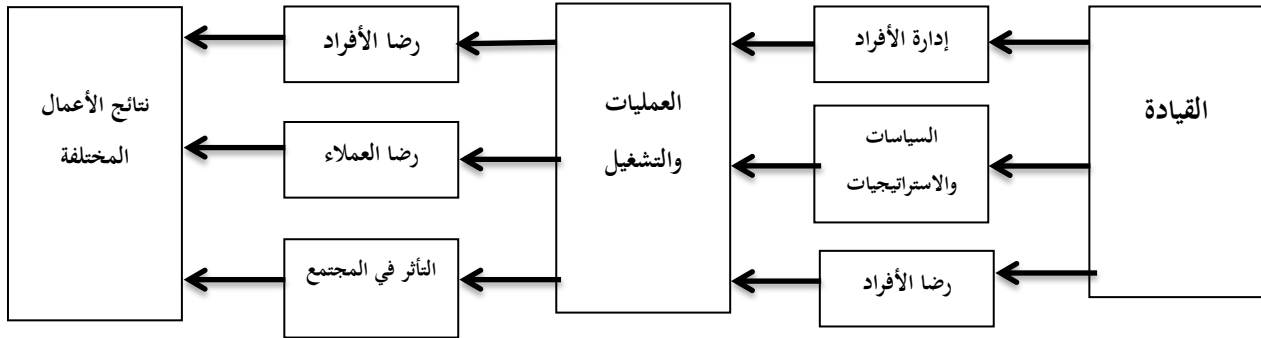 القيادة
إدارة الأفراد
السياسات
والاستراتيجيات
رضا الأفراد
العمليات
والتشغيل
رضا الأفراد
رضا العملاء
التأثر في المجتمع
نتائج الأعمال
المختلفة